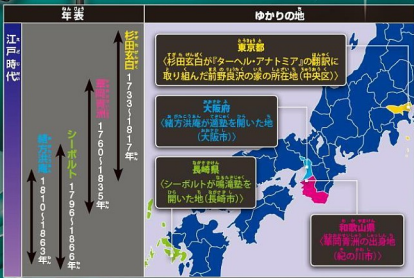 年表
ゆかりの地
江戸時代
杉田玄白
1733〜1817年
華岡青洲
1760〜1835年
シーボルト
1796〜1866年
緒方洪庵
1810〜1863年
東京都
〈杉田玄白が『ターヘル・アナトミア』の翻訳に
取り組んだ前野良沢の家の所在地(中央区)〉
大阪府
〈緒方洪庵が適塾を開いた地
(大阪市)〉
長崎県
〈シーボルトが鳴滝塾を
開いた地(長崎市)〉
和歌山県
〈華岡青洲の出身地
(紀の川市)〉